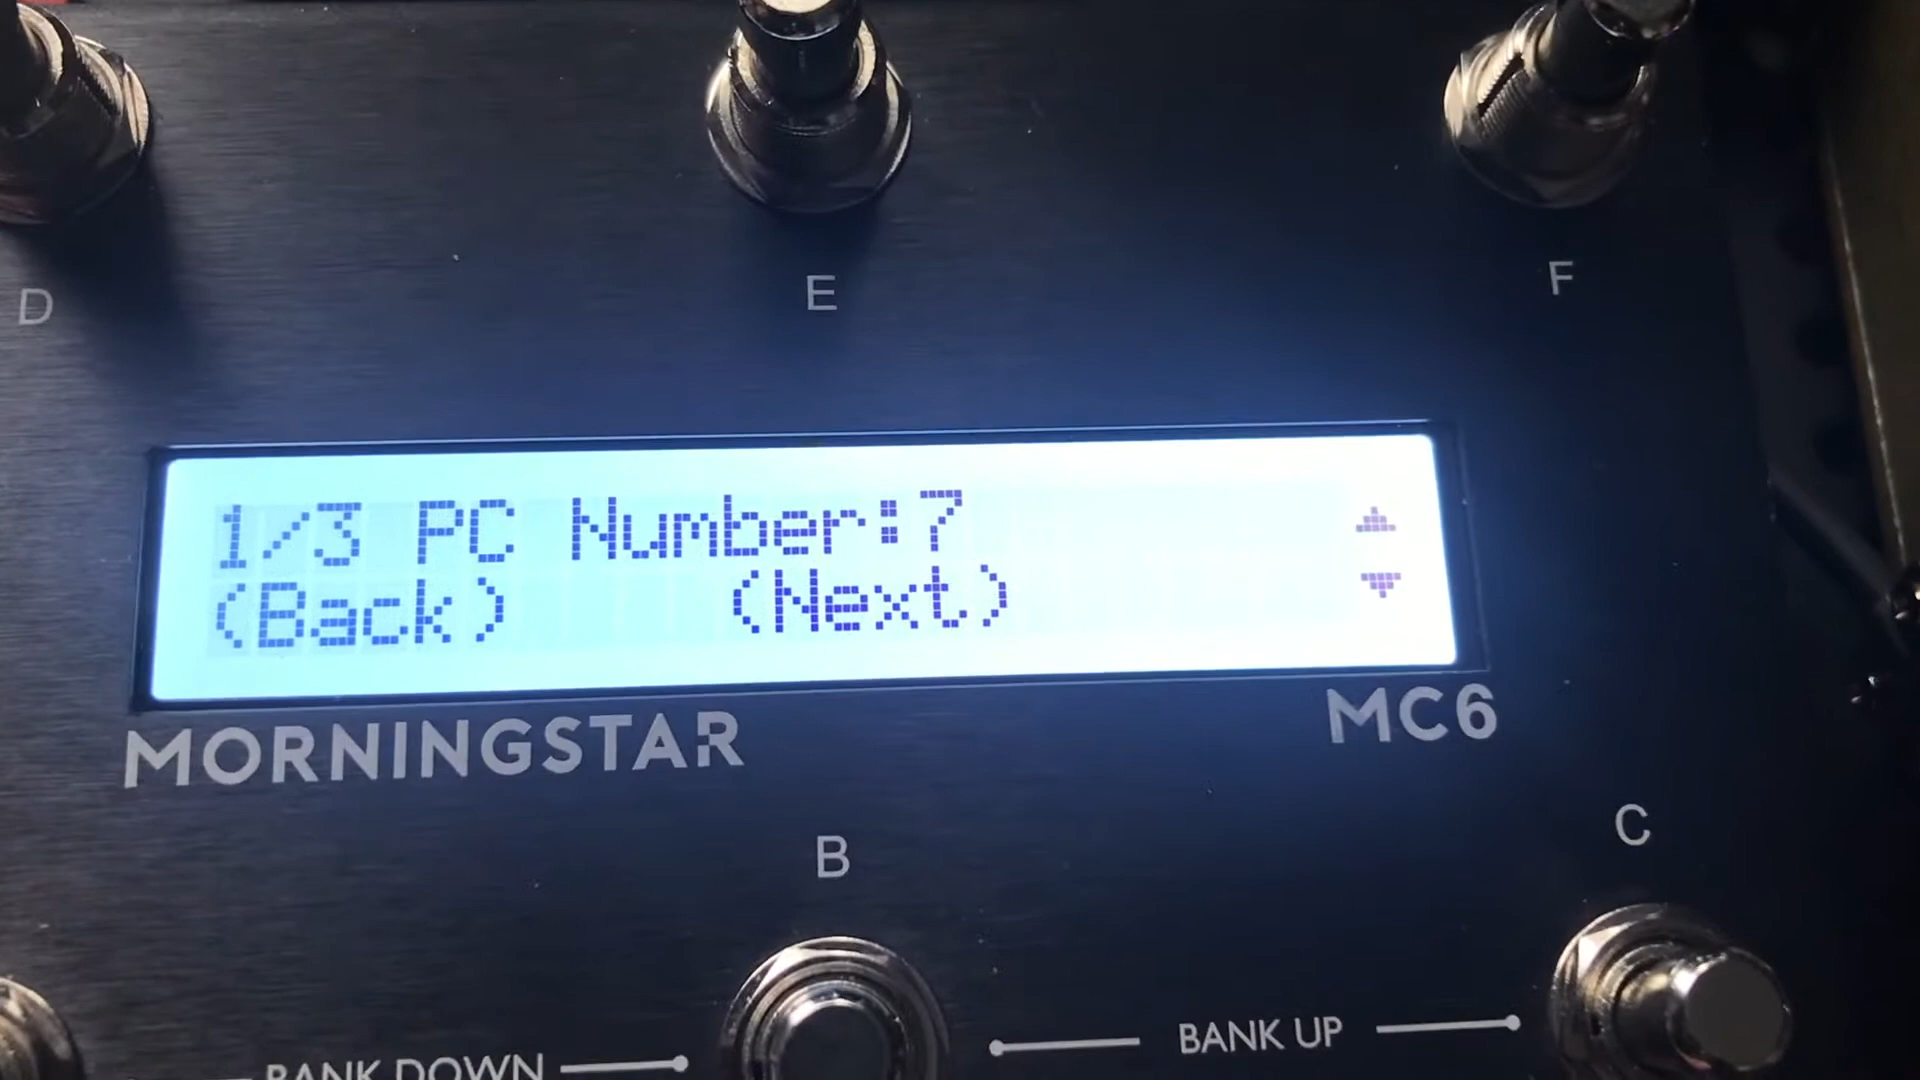 D
E
F
1/3 PC Number:7
(Back) (Next)
MORNINGSTAR
MC6
B
C
BANK DOWN
BANK UP